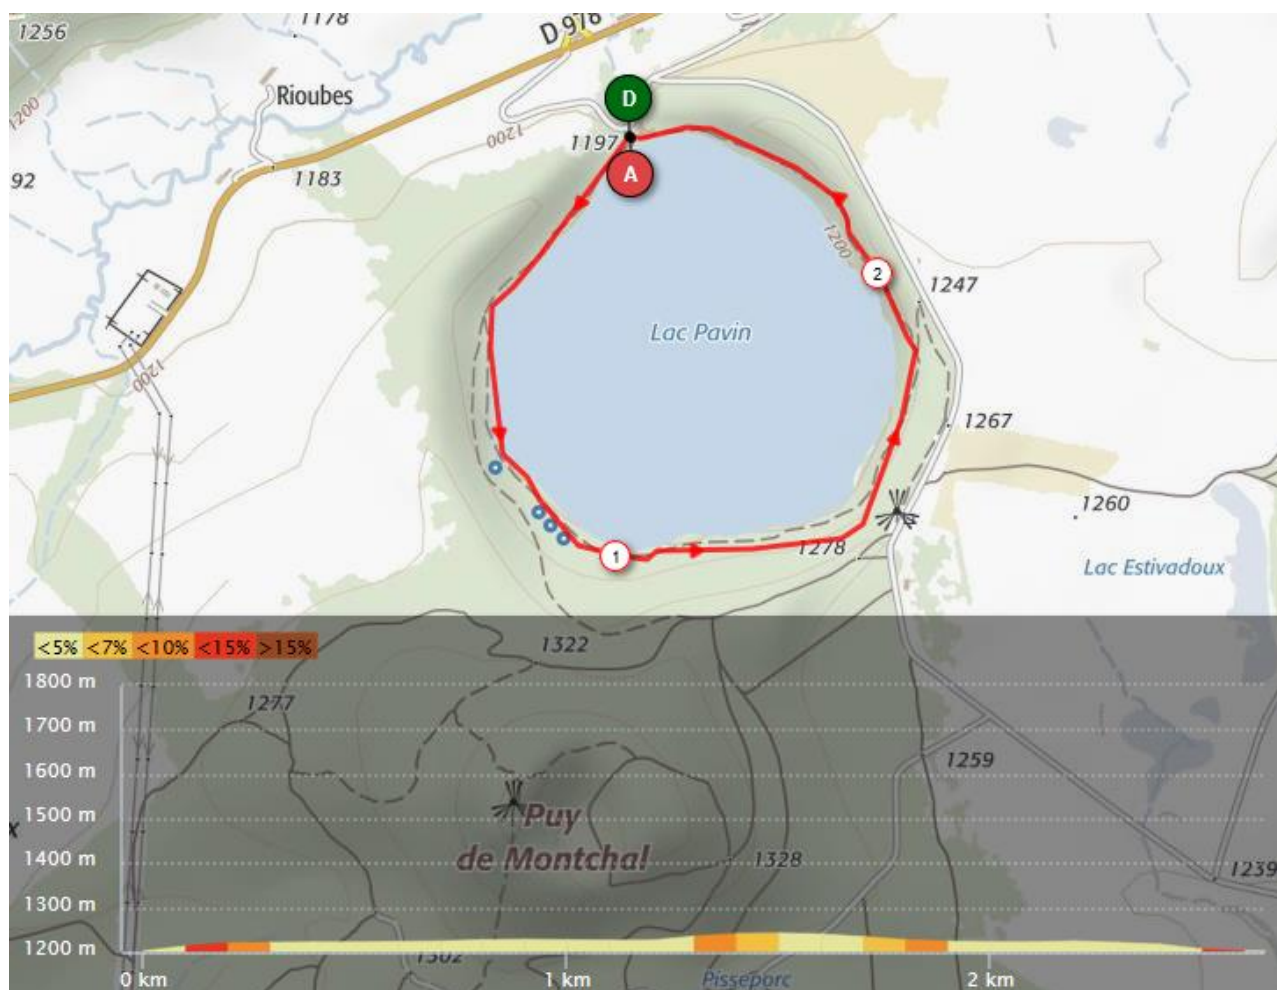 1256
1178
D 978
Rioubes
1200
D
1197
1200
A
92
1183
1200
2
1247
Lac Pavin
1200
1267
1260
1
1278
Lac Estivadoux
<5% <7% <10% <15% >15%
1322
1800 m
1277
1700 m
1259
1600 m
1500 m
Puy
de Montchal
1400 m
1328
1239
1300 m
1200 m
1302
0 km
1 km
Pisseporc
2 km